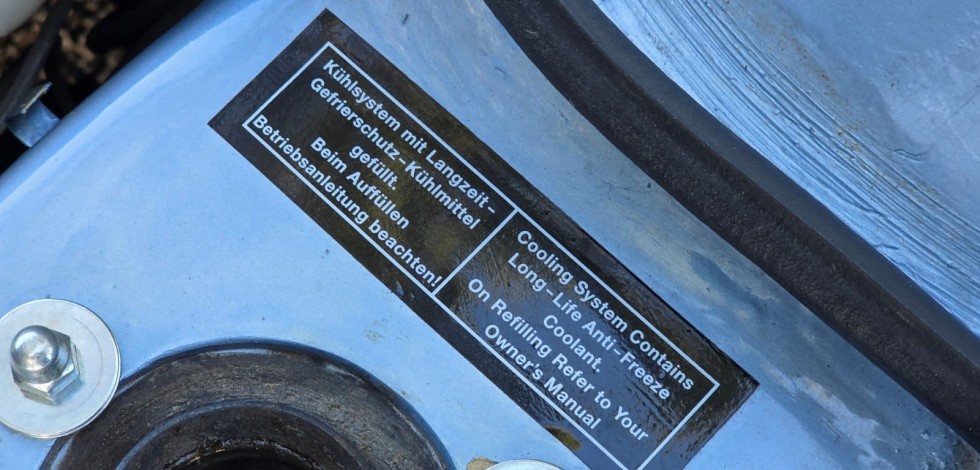 Kühlsystem mit Langzeit-
Gefrierschutz-Kühlmittel
gefüllt.
Beim Auffüllen
Betriebsanleitung beachten!
Cooling System Contains
Long-Life Anti-Freeze
Coolant.
On Refilling Refer to Your
Owner's Manual